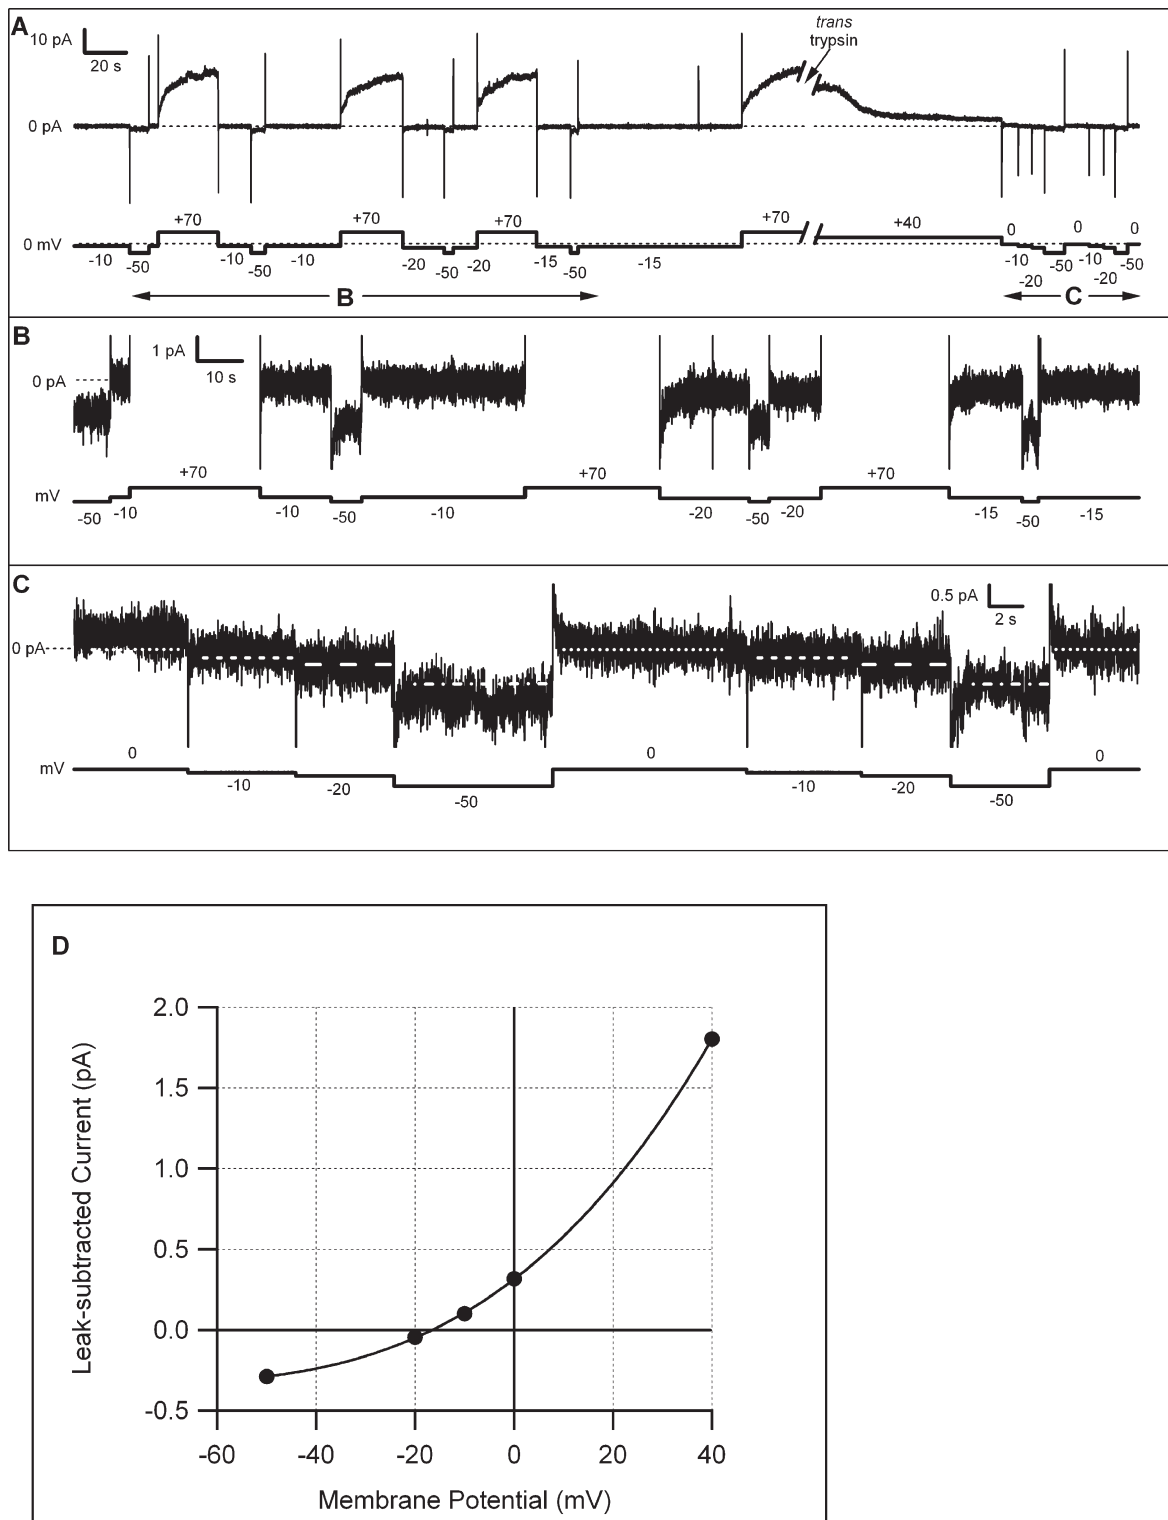 A
10 pA
20 s
trans
trypsin
0 pA
+70 +70 +70 +70 +40 0 0 0
0 mV
-10 -50 -10 -50 -10 -20 -50 -20 -15 -50 -15 -10 -20 -50 -10 -20 -50
B C
B
1 pA
10 s
0 pA
+70 +70 +70
mV
-50 -10 -10 -50 -10 -20 -50 -20 -15 -50 -15
C
0.5 pA
2 s
0 pA
0 0 0
mV
-10 -20 -50 -10 -20 -50
D
2.0
1.5
1.0
0.5
0.0
-0.5
Leak-subtracted Current (pA)
-60 -40 -20 0 20 40
Membrane Potential (mV)